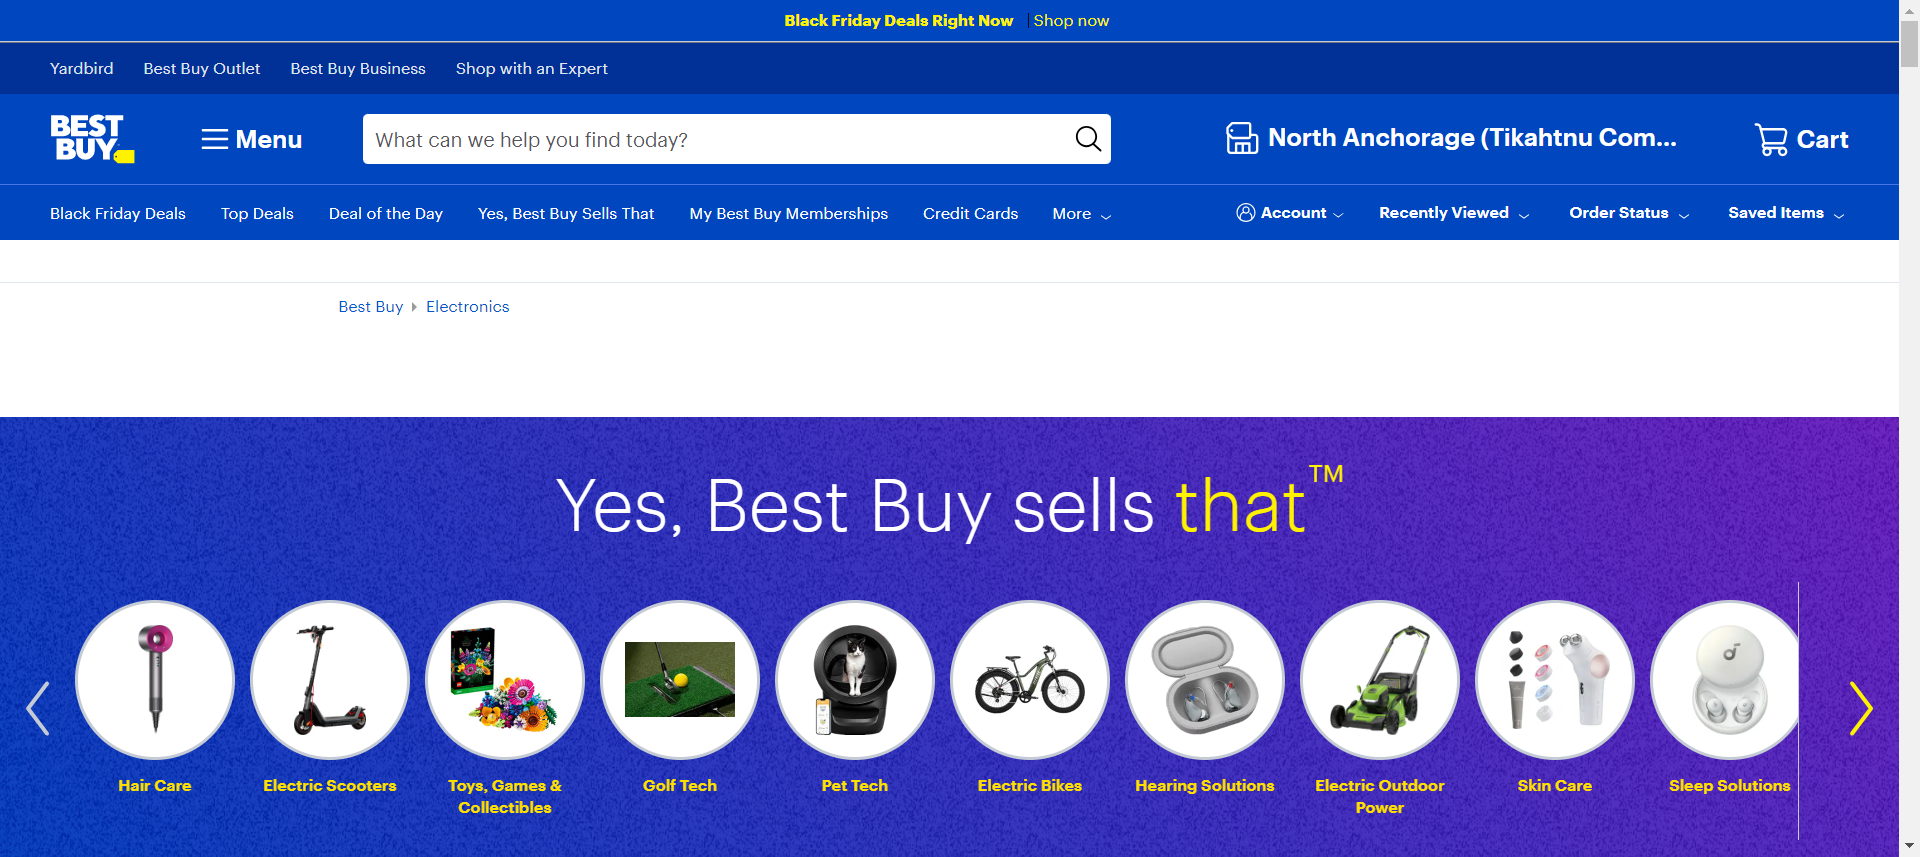 Black Friday Deals Right Now | Shop now
Yardbird Best Buy Outlet Best Buy Business Shop with an Expert
BEST BUY Menu What can we help you find today? North Anchorage (Tikahtnu Com... Cart
Black Friday Deals Top Deals Deal of the Day Yes, Best Buy Sells That My Best Buy Memberships Credit Cards More Account Recently Viewed Order Status Saved Items
Best Buy Electronics
Yes, Best Buy sells that™
Hair Care Electric Scooters Toys, Games & Collectibles Golf Tech Pet Tech Electric Bikes Hearing Solutions Electric Outdoor Power Skin Care Sleep Solutions